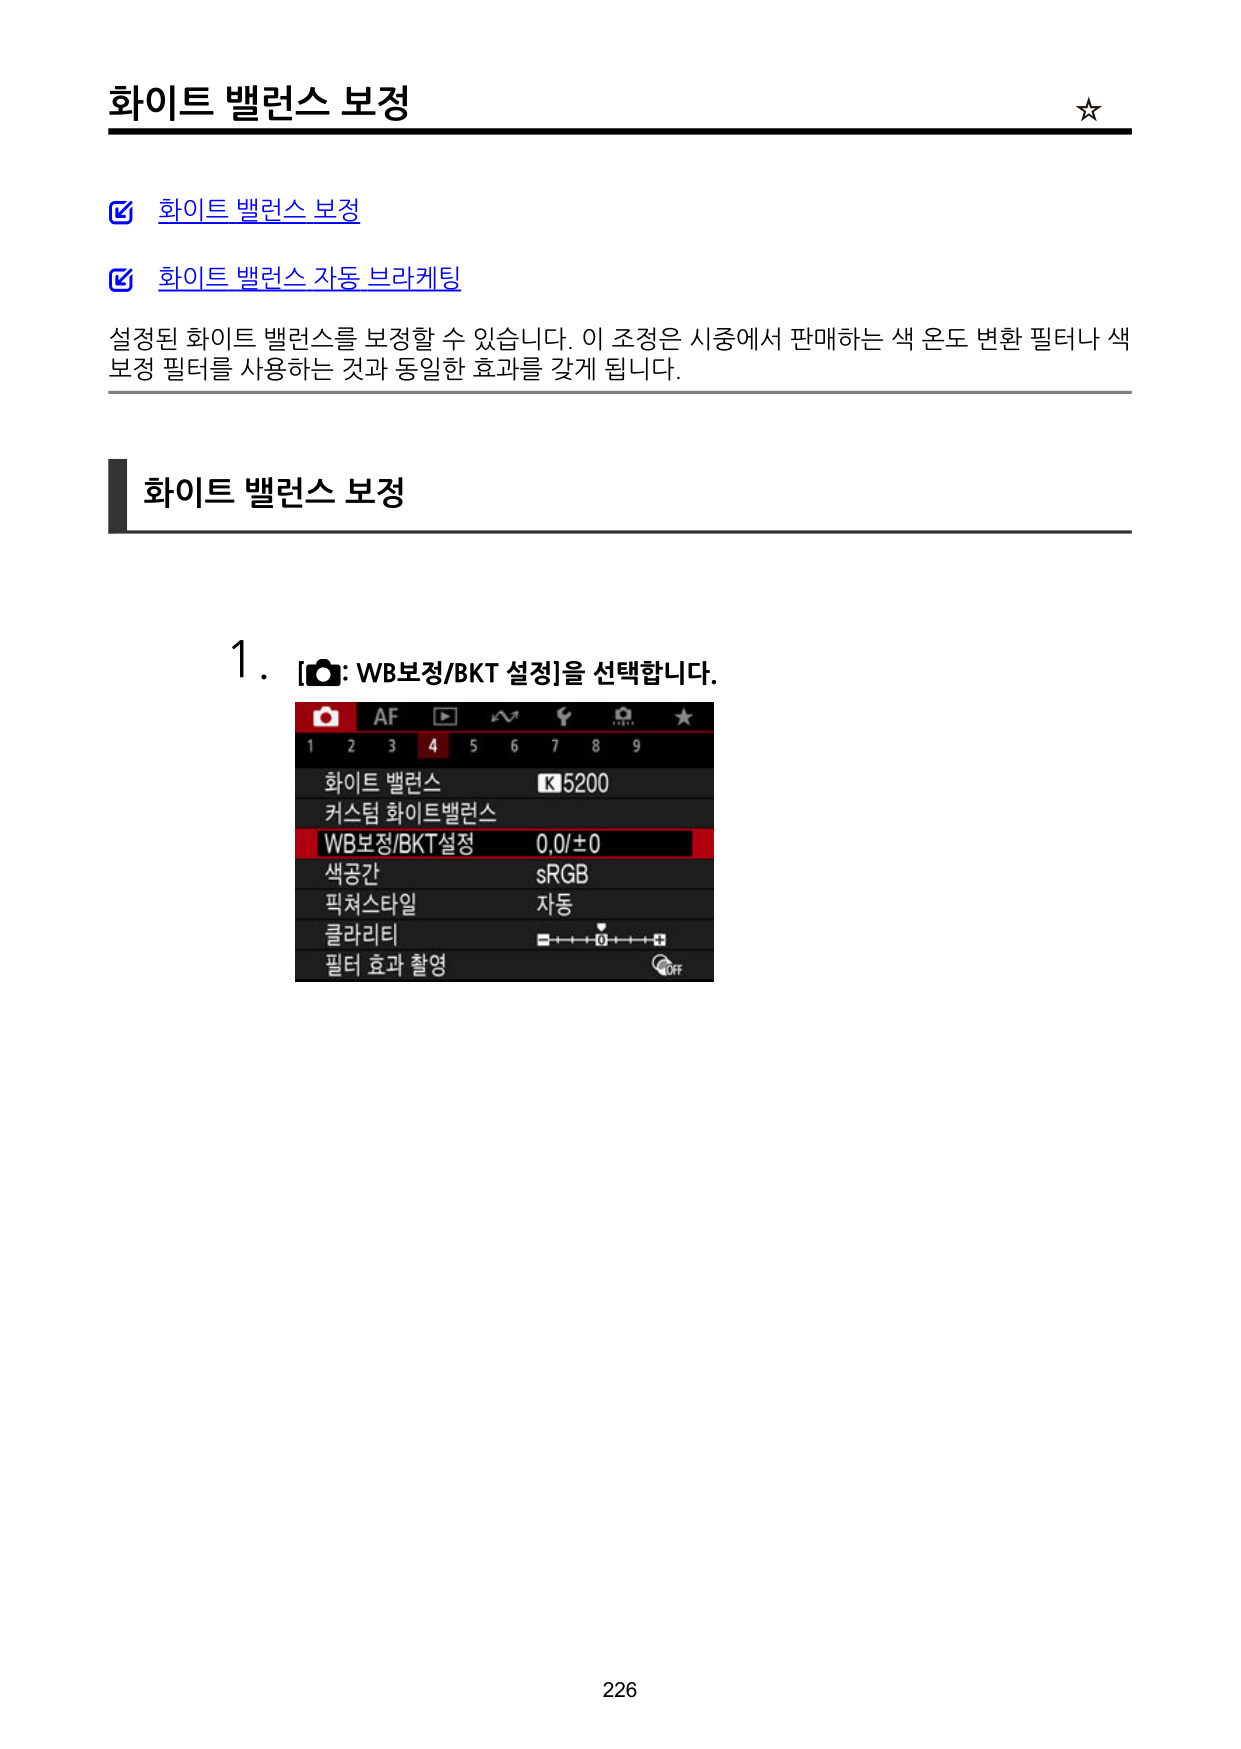 화이트 밸런스 보정 ☆
화이트 밸런스 보정
화이트 밸런스 자동 브라케팅
설정된 화이트 밸런스를 보정할 수 있습니다. 이 조정은 시중에서 판매하는 색 온도 변환 필터나 색
보정 필터를 사용하는 것과 동일한 효과를 갖게 됩니다.
화이트 밸런스 보정
1. [: WB보정/BKT 설정]을 선택합니다.
AF
1 2 3 4 5 6 7 8 9
화이트 밸런스 K 5200
커스텀 화이트밸런스
WB보정/BKT설정 0,0/±0
색공간 sRGB
픽쳐스타일 자동
클라리티 0
필터 효과 촬영 OFF
226